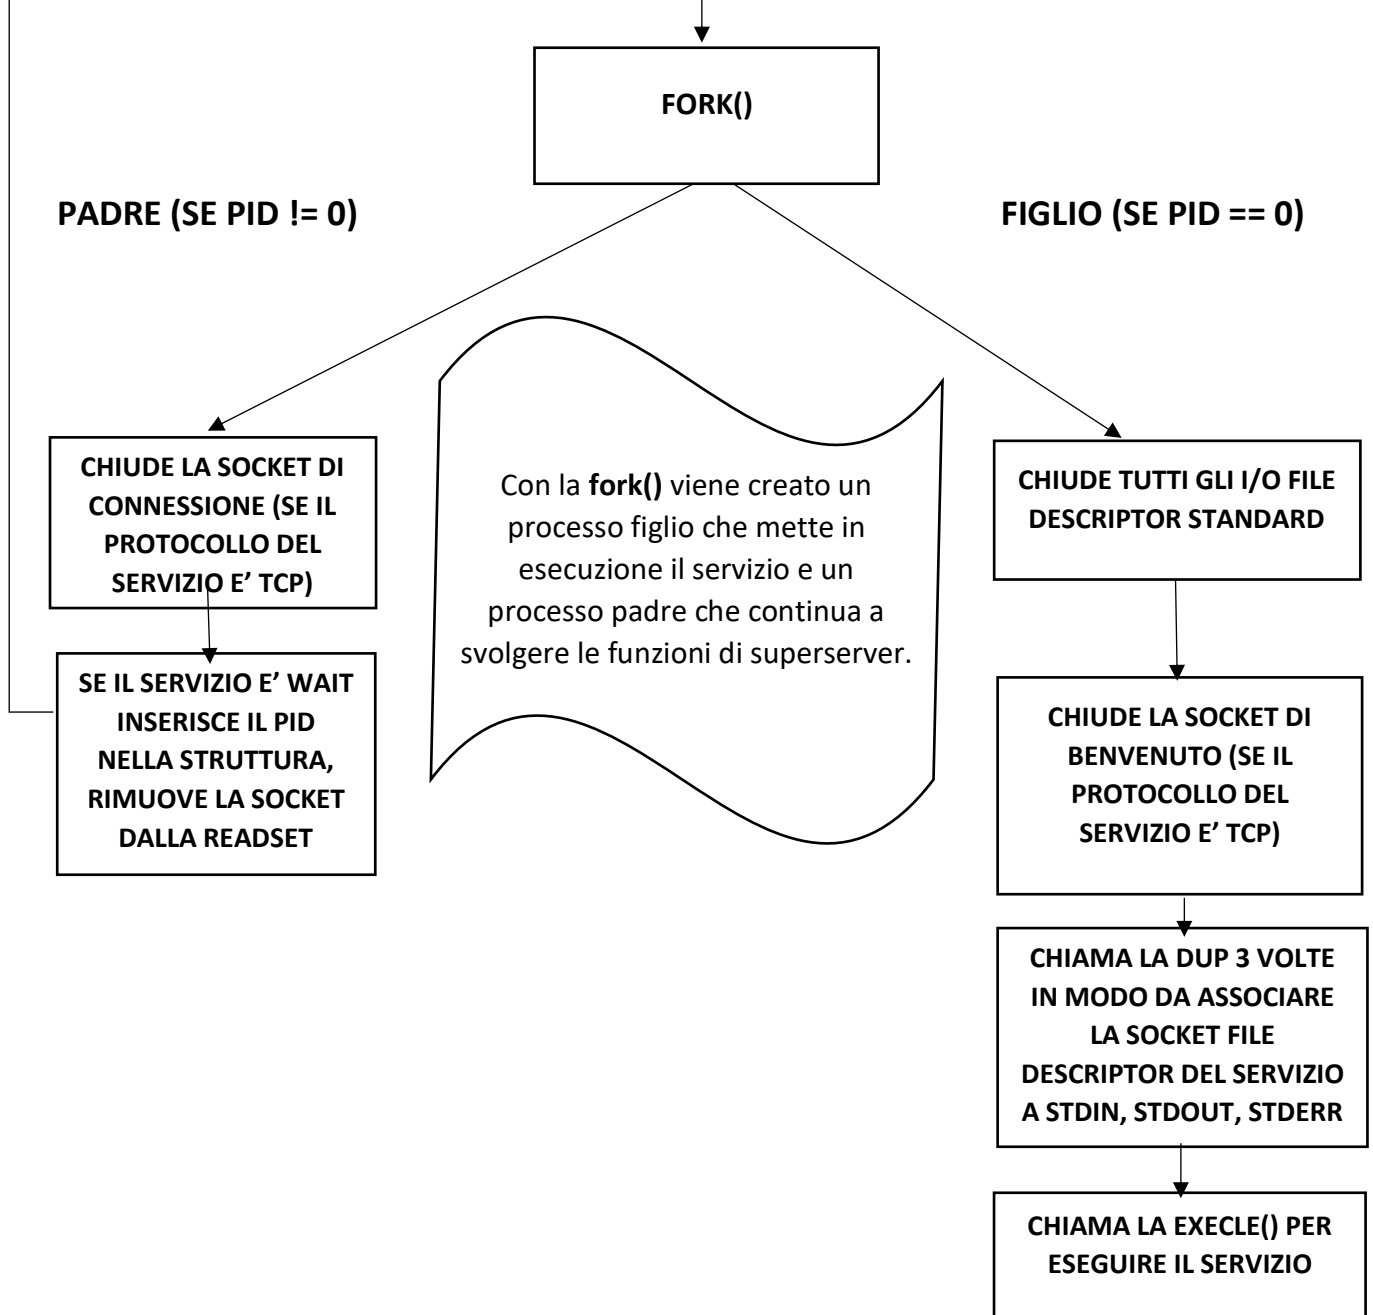 FORK()
PADRE (SE PID != 0)
FIGLIO (SE PID == 0)
CHIUDE LA SOCKET DI
CONNESSIONE (SE IL
PROTOCOLLO DEL
SERVIZIO E’ TCP)
SE IL SERVIZIO E’ WAIT
INSERISCE IL PID
NELLA STRUTTURA,
RIMUOVE LA SOCKET
DALLA READSET
Con la fork() viene creato un
processo figlio che mette in
esecuzione il servizio e un
processo padre che continua a
svolgere le funzioni di superserver.
CHIUDE TUTTI GLI I/O FILE
DESCRIPTOR STANDARD
CHIUDE LA SOCKET DI
BENVENUTO (SE IL
PROTOCOLLO DEL
SERVIZIO E’ TCP)
CHIAMA LA DUP 3 VOLTE
IN MODO DA ASSOCIARE
LA SOCKET FILE
DESCRIPTOR DEL SERVIZIO
A STDIN, STDOUT, STDERR
CHIAMA LA EXECLE() PER
ESEGUIRE IL SERVIZIO